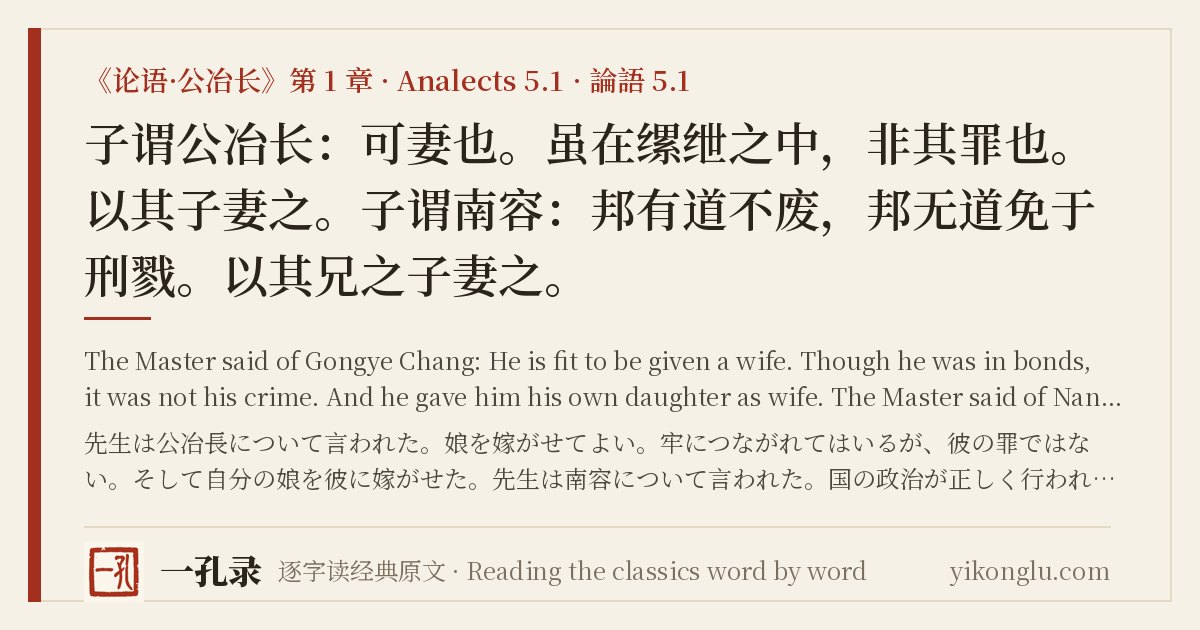 《论语·公冶长》第 1 章 · Analects 5.1 · 論語 5.1
子谓公冶长：可妻也。虽在缧绁之中，非其罪也。
以其子妻之。子谓南容：邦有道不废，邦无道免于
刑戮。以其兄之子妻之。
The Master said of Gongye Chang: He is fit to be given a wife. Though he was in bonds,
it was not his crime. And he gave him his own daughter as wife. The Master said of Nan...
先生は公冶長について言われた。娘を嫁がせてよい。牢につながれてはいるが、彼の罪ではな
い。そして自分の娘を彼に嫁がせた。先生は南容について言われた。国の政治が正しく行われ…
一孔
一孔录 逐字读经典原文 · Reading the classics word by word yikonglu.com